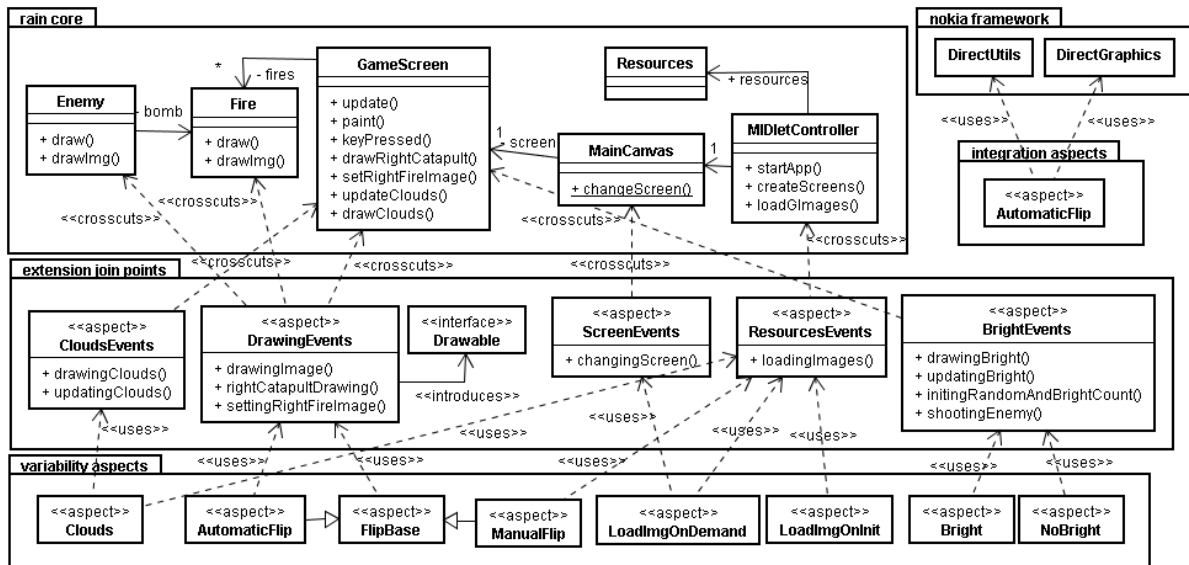 rain core
nokia framework
GameScreen
+ update()
+ paint()
+ keyPressed()
+ drawRightCatapult()
+ setRightFireImage()
+ updateClouds()
+ drawClouds()
*
- fires
Enemy
+ draw()
+ drawImg()
- bomb
Fire
+ draw()
+ drawImg()
Resources
+ resources
MIDletController
+ startApp()
+ createScreens()
+ loadGImages()
1
- screen
MainCanvas
+ changeScreen()
1
DirectUtils
DirectGraphics
<<uses>>
<<uses>>
integration aspects
<<aspect>>
AutomaticFlip
<<crosscuts>>
<<crosscuts>>
<<crosscuts>>
<<crosscuts>>
<<crosscuts>>
<<crosscuts>>
extension join points
<<aspect>>
CloudsEvents
+ drawingClouds()
+ updatingClouds()
<<aspect>>
DrawingEvents
+ drawingImage()
+ rightCatapultDrawing()
+ settingRightFireImage()
<<interface>>
Drawable
<<introduces>>
<<aspect>>
ScreenEvents
+ changingScreen()
<<aspect>>
ResourcesEvents
+ loadingImages()
<<aspect>>
BrightEvents
+ drawingBright()
+ updatingBright()
+ initingRandomAndBrightCount()
+ shootingEnemy()
<<uses>>
<<uses>>
<<uses>>
<<uses>>
<<uses>>
<<uses>>
<<uses>>
variability aspects
<<aspect>>
Clouds
<<aspect>>
AutomaticFlip
<<aspect>>
FlipBase
<<aspect>>
ManualFlip
<<aspect>>
LoadImgOnDemand
<<aspect>>
LoadImgOnInit
<<aspect>>
Bright
<<aspect>>
NoBright